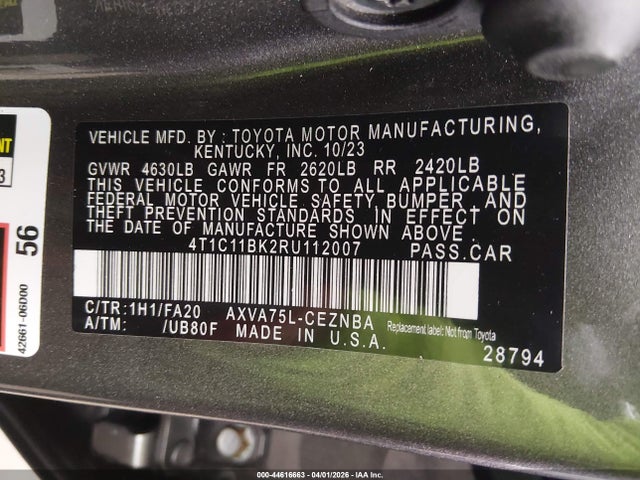 VEHICLE MFD. BY : TOYOTA MOTOR MANUFACTURING,
KENTUCKY, INC. 10/23
GVWR 4630LB GAWR FR 2620LB RR 2420LB
THIS VEHICLE CONFORMS TO ALL APPLICABLE
FEDERAL MOTOR VEHICLE SAFETY, BUMPER, AND
THEFT PREVENTION STANDARDS IN EFFECT ON
THE DATE OF MANUFACTURE SHOWN ABOVE.
4T1C11BK2RU112007 PASS.CAR
C/TR:1H1/FA20 AXVA75L-CEZNBA Replacement label: Not from Toyota
A/TM: /UB80F MADE IN U.S.A.
28794
NT
3
56
42661-06D00
000-44616663 - 04/01/2026 - IAA Inc.